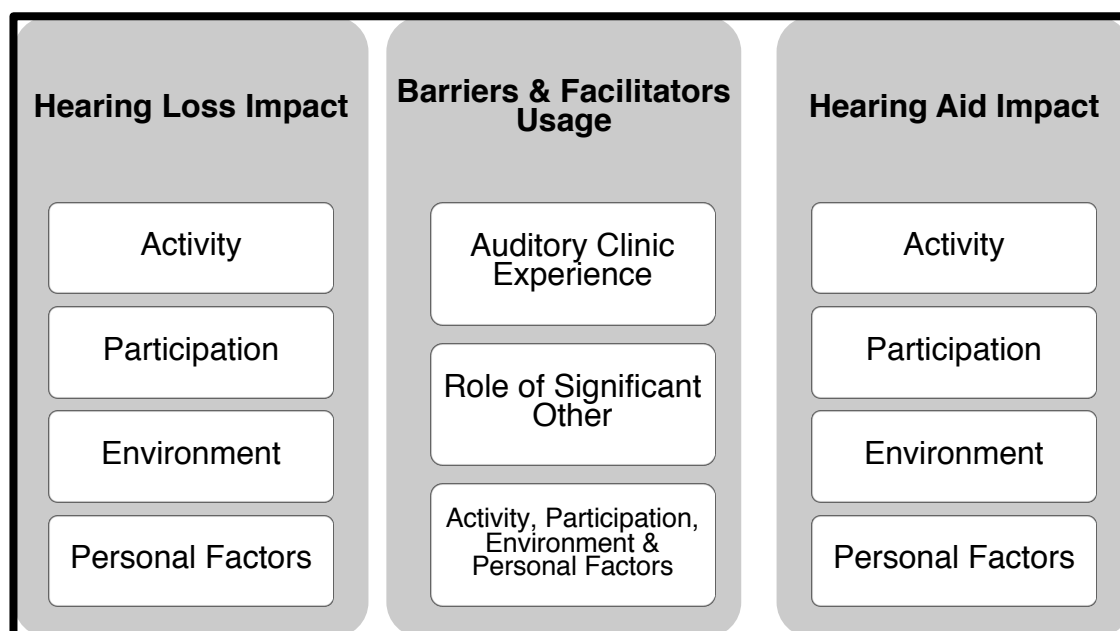 Hearing Loss Impact
Activity
Participation
Environment
Personal Factors
Barriers & Facilitators
Usage
Auditory Clinic
Experience
Role of Significant
Other
Activity, Participation,
Environment &
Personal Factors
Hearing Aid Impact
Activity
Participation
Environment
Personal Factors